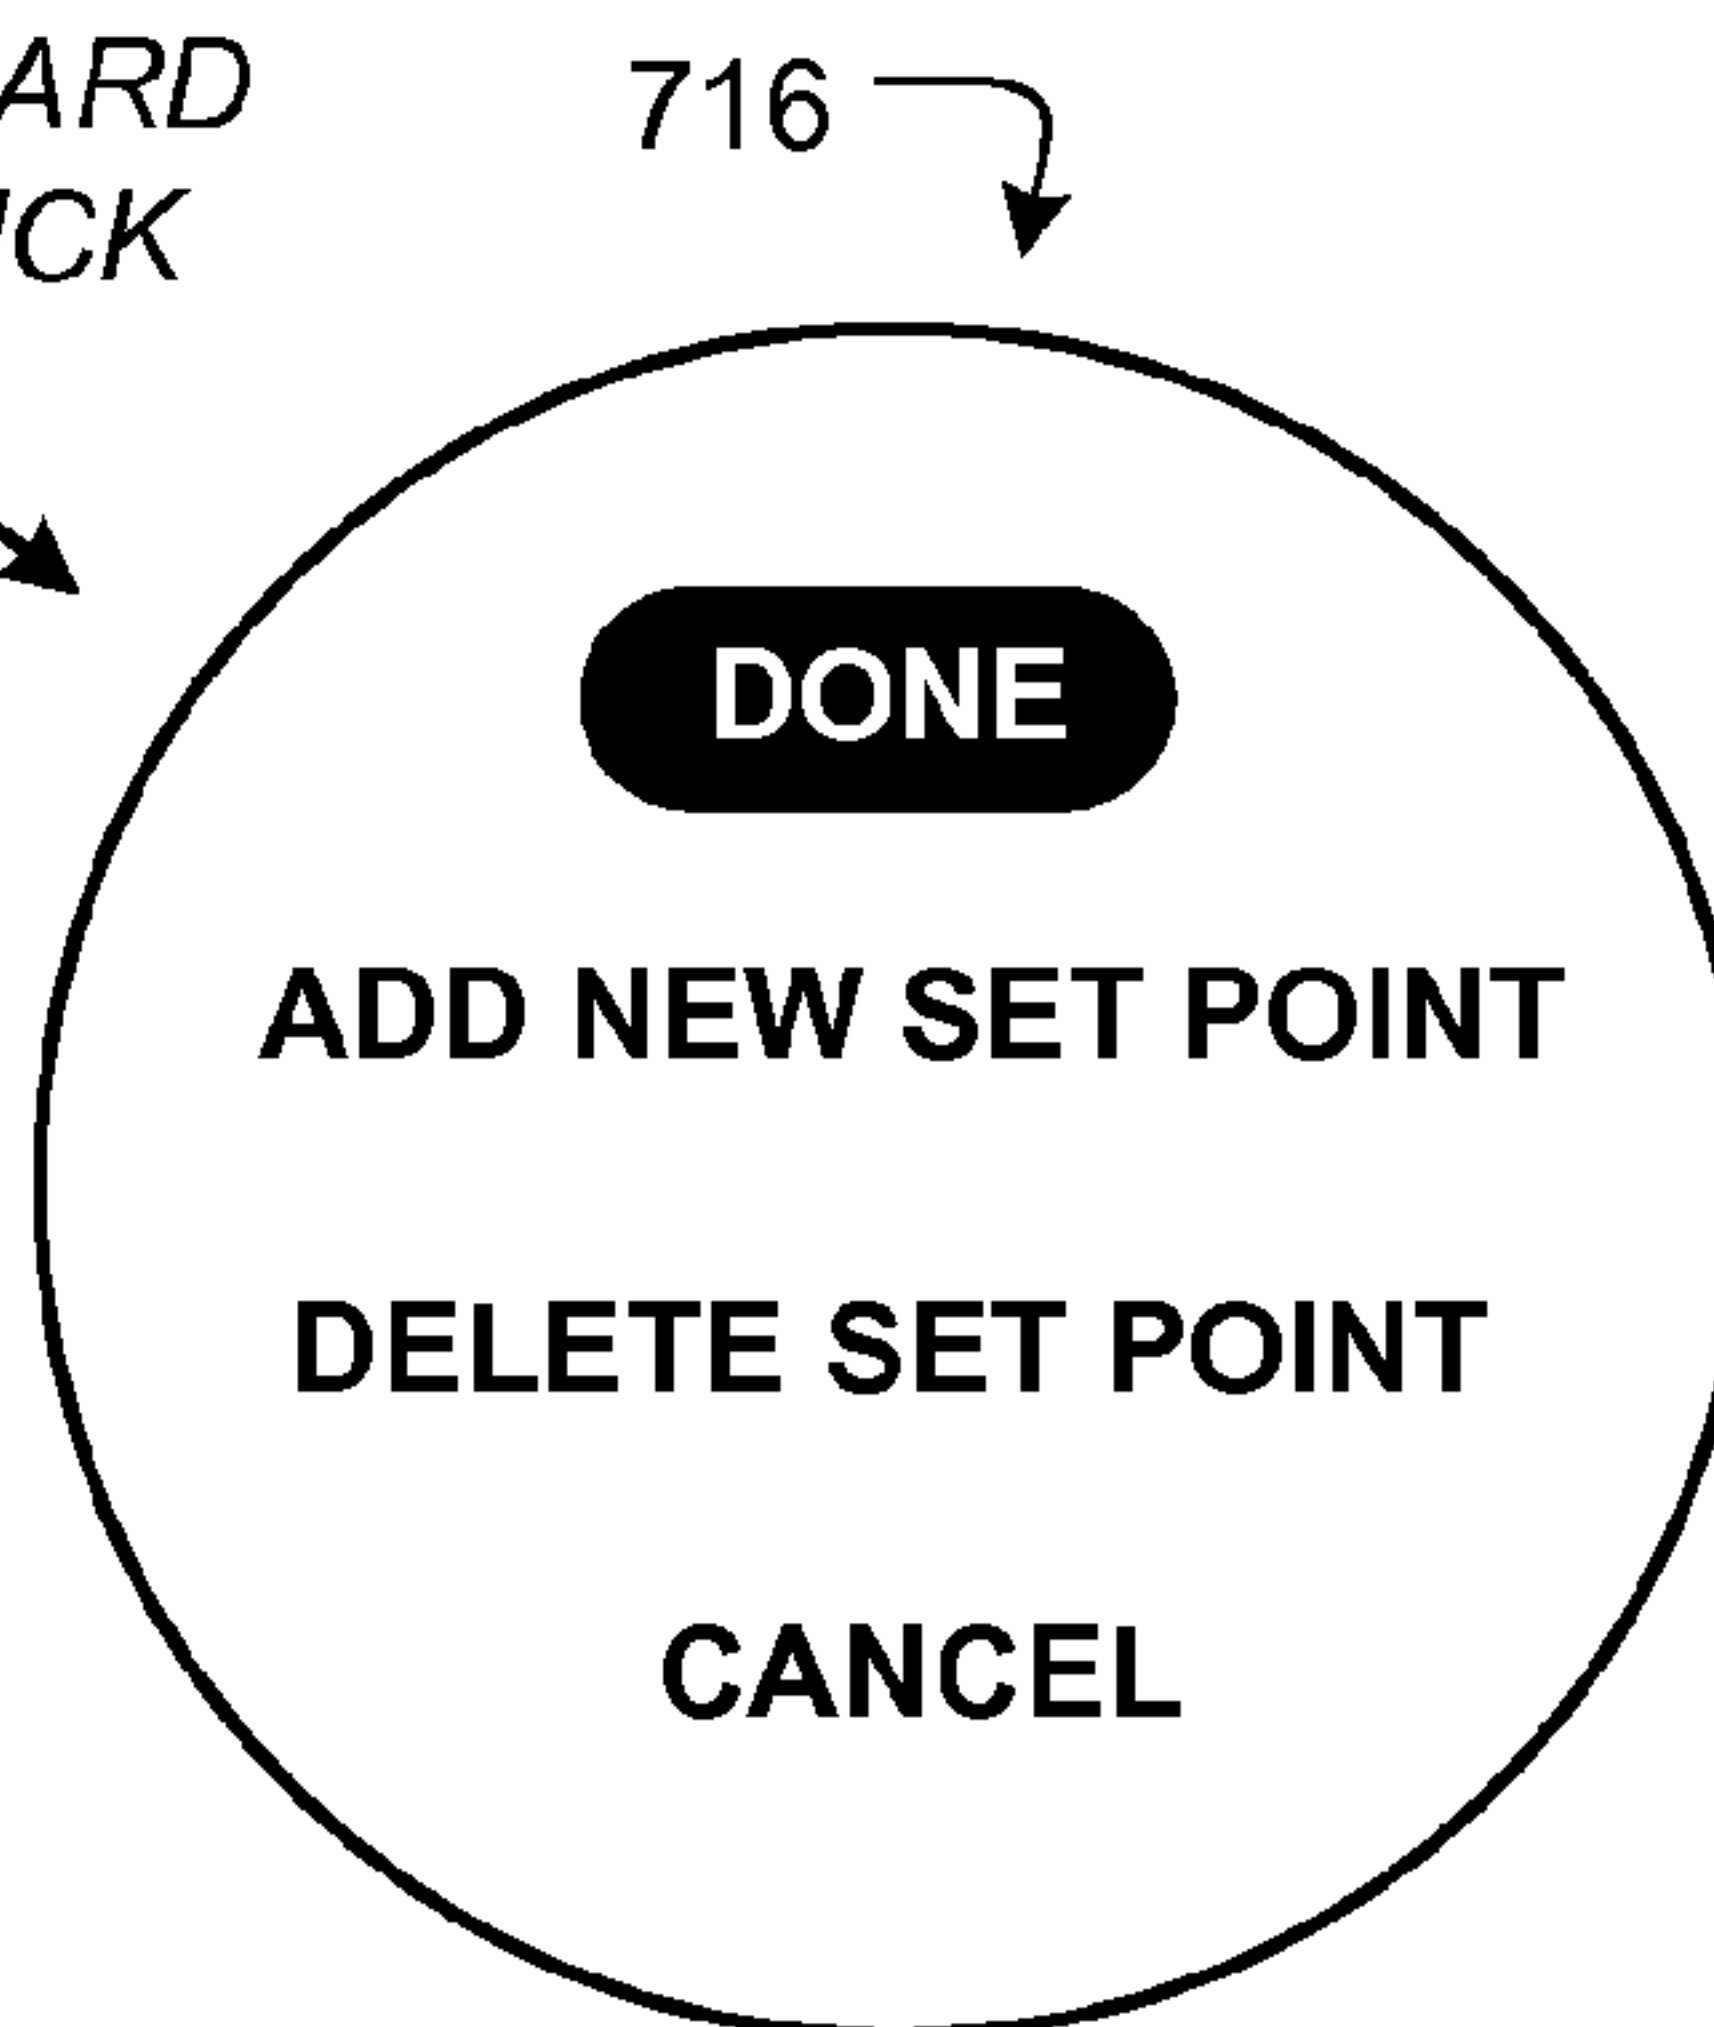 716
DONE
ADD NEW SET POINT
DELETE SET POINT
CANCEL